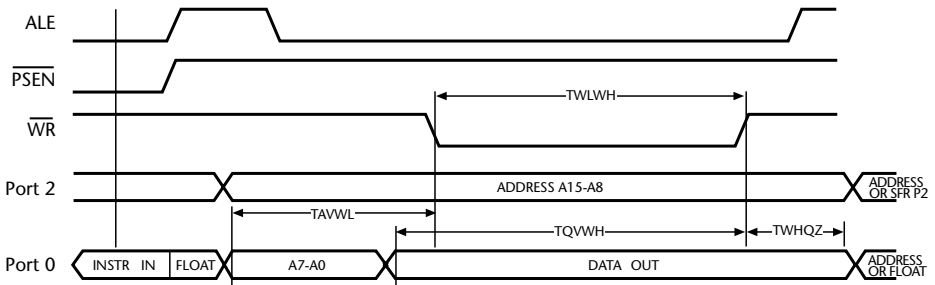 ALE
PSEN
TWLWH
WR
Port 2
ADDRESS A15-A8
ADDRESS
OR SFR P2
TAVWL
TQVWH
TWHQZ
Port 0
INSTR IN
FLOAT
A7-A0
DATA OUT
ADDRESS
OR FLOAT